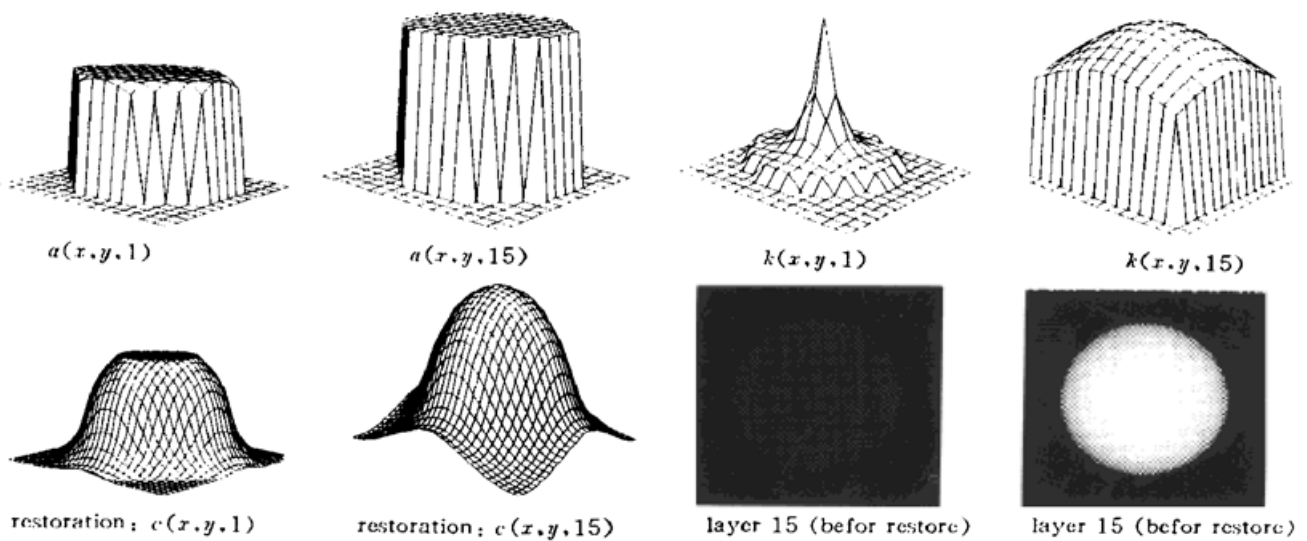 a(x,y,1)
a(x,y,15)
k(x,y,1)
k(x,y,15)
restoration: c(x,y,1)
restoration: c(x,y,15)
layer 15 (befor restore)
layer 15 (befor restore)